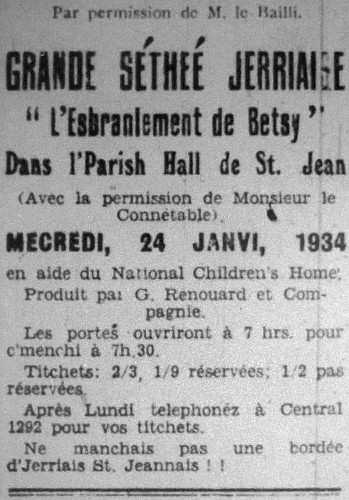 Par permission de M. le Bailli.
GRANDE SÉTHEÉ JERRIAISE
" L'Esbranlement de Betsy "
Dans l'Parish Hall de St. Jean
(Avec la permission de Monsieur le
Connétable).
MECREDI, 24 JANVI, 1934
en aide du National Children's Home.
Produit par G. Renouard et Com-
pagnie.
Les portes ouvriront à 7 hrs. pour
c'menchi à 7h.30.
Titchets: 2/3, 1/9 réservées; 1/2 pas
réservées.
Après Lundi telephonéz à Central
1292 pour vos titchets.
Ne manchais pas une bordée
d'Jerriais St. Jeannais ! !